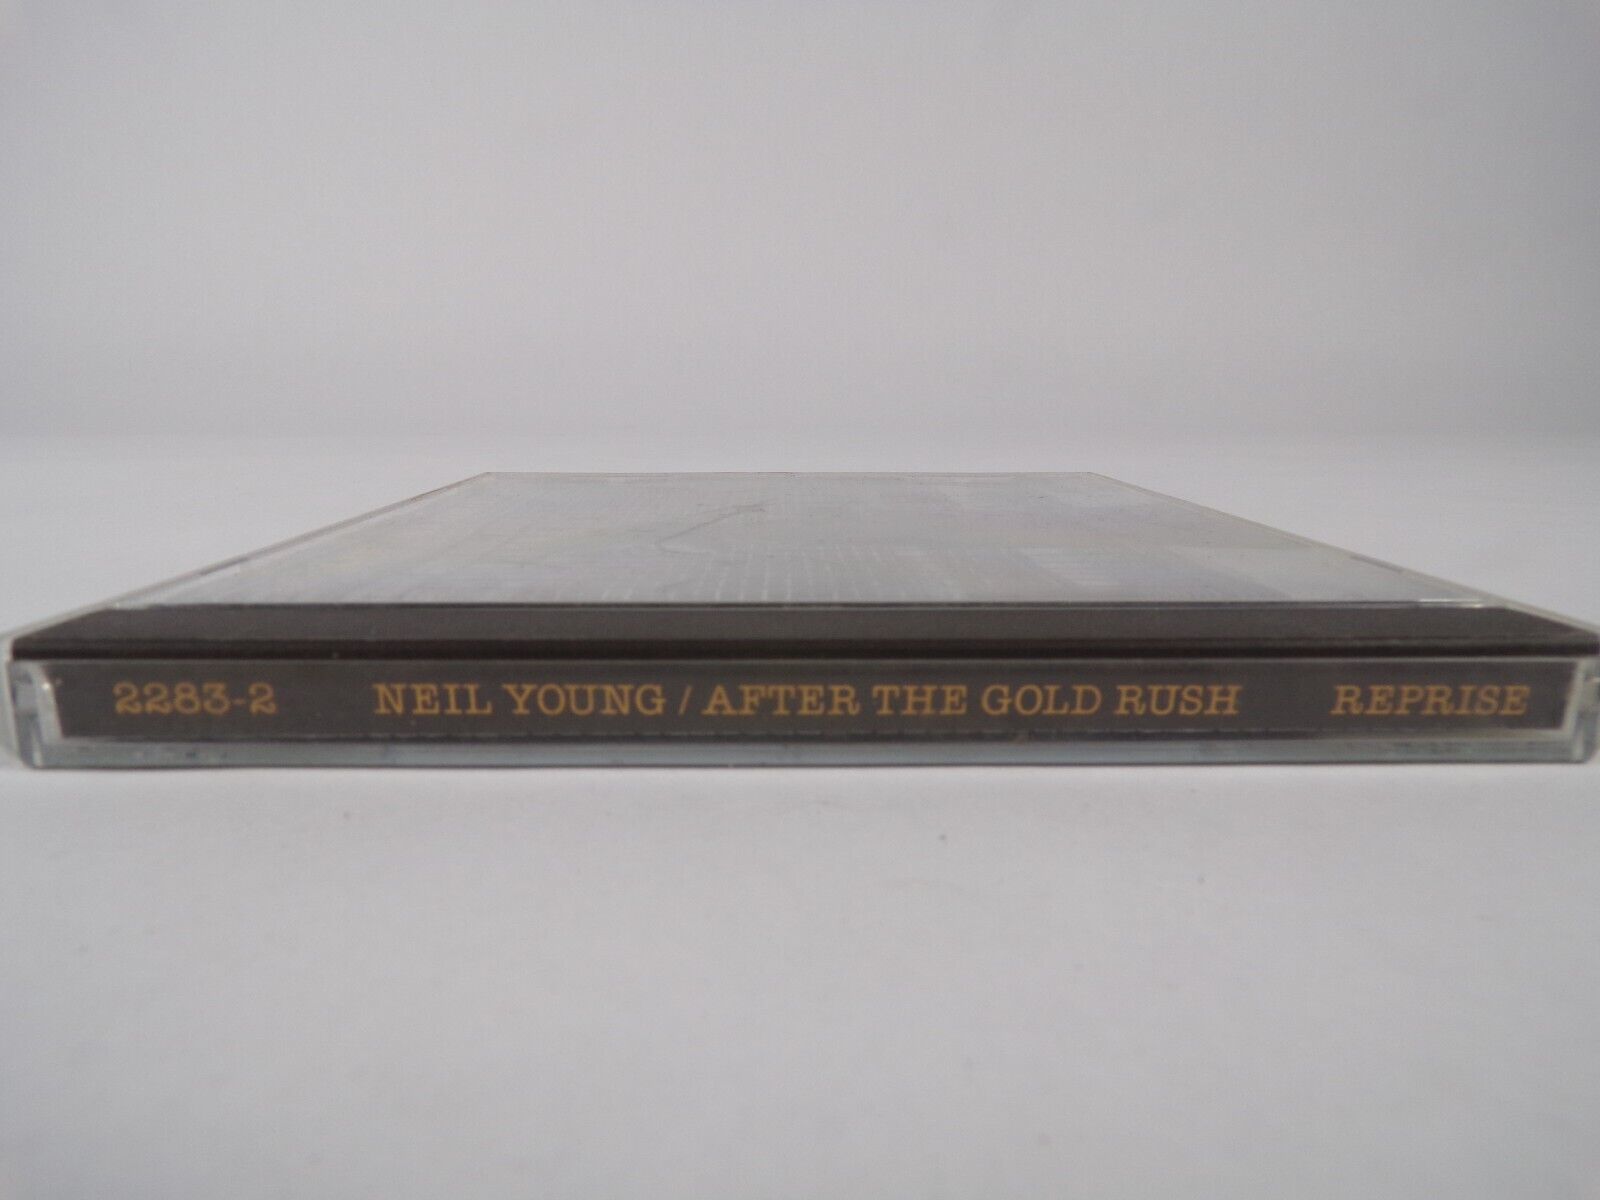 2283-2 NEIL YOUNG / AFTER THE GOLD RUSH REPRISE